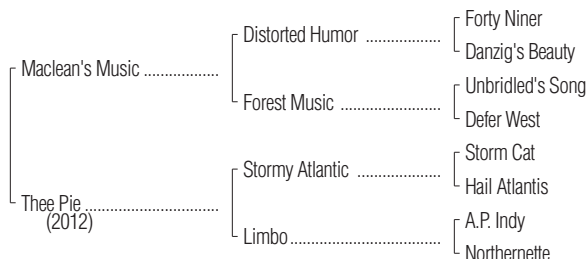 Forty Niner
Distorted Humor ..................
Danzig's Beauty
Maclean's Music ..................
Unbridled's Song
Forest Music ........................
Defer West
Storm Cat
Stormy Atlantic ....................
Hail Atlantis
Thee Pie ................................
(2012)
A.P. Indy
Limbo ....................................
Northernette